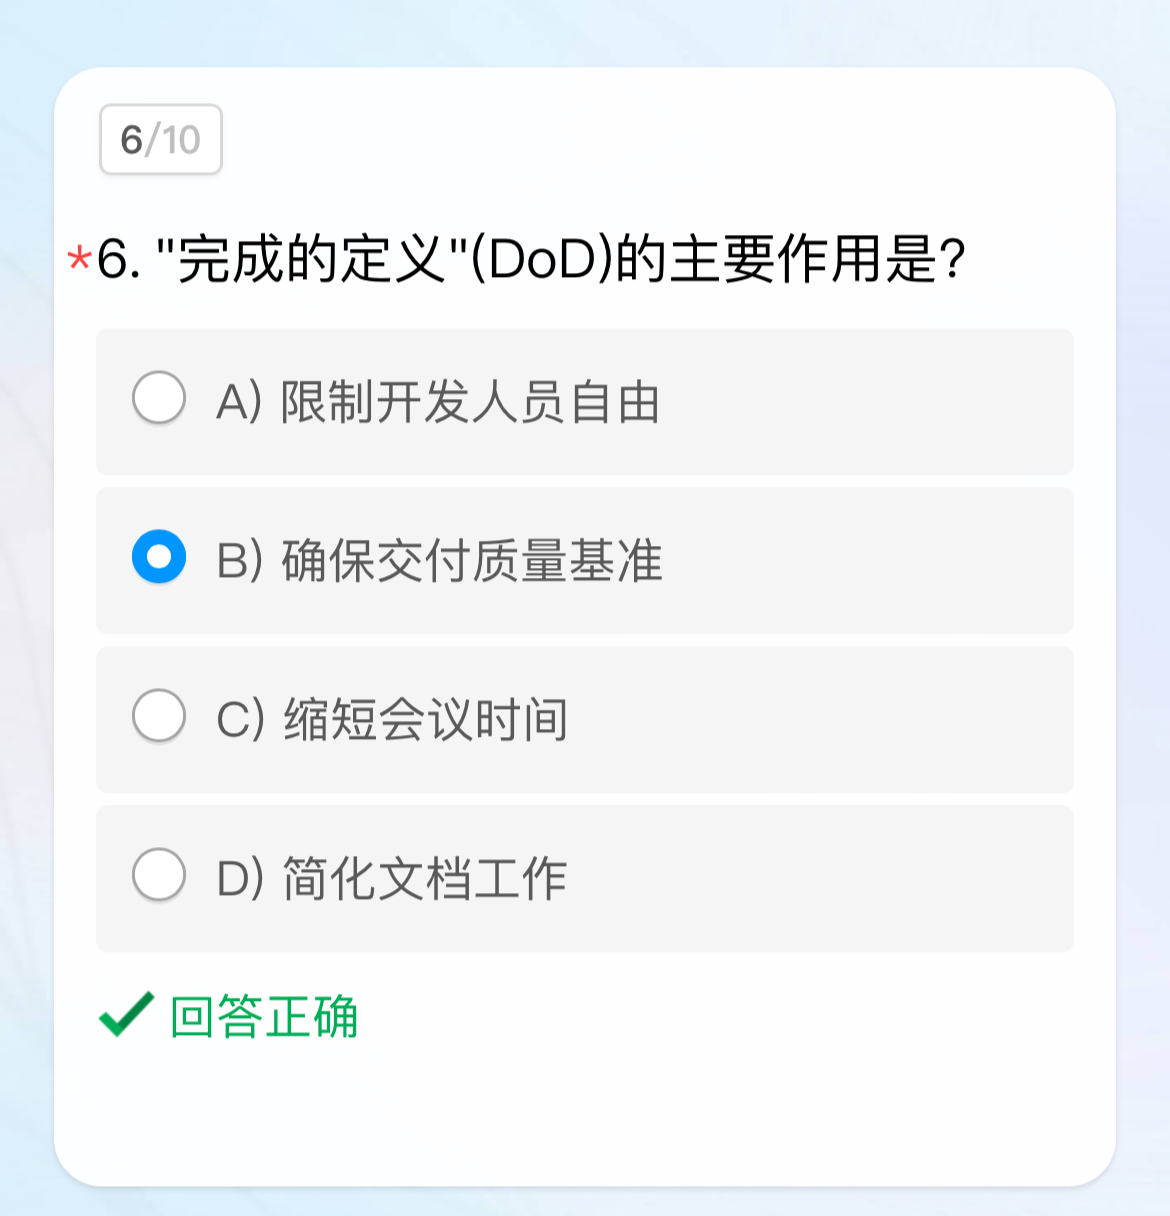 6/10
*6. "完成的定义"(DoD)的主要作用是?
A) 限制开发人员自由
B) 确保交付质量基准
C) 缩短会议时间
D) 简化文档工作
回答正确